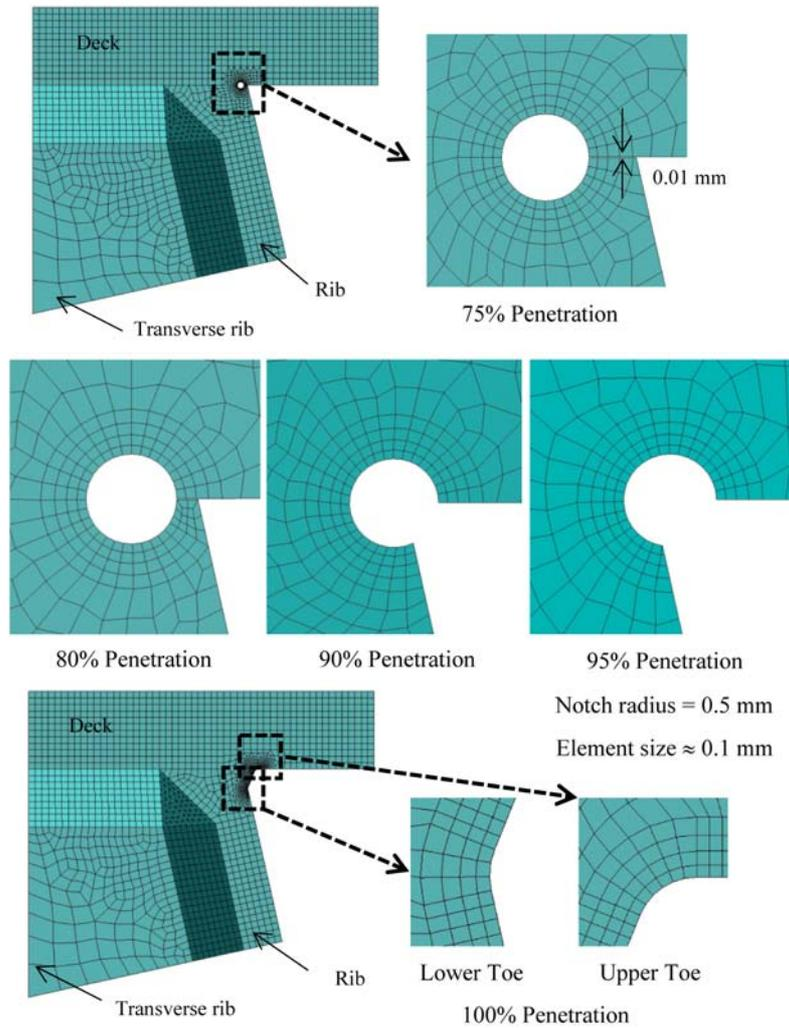 Deck
0.01 mm
Rib
Transverse rib
75% Penetration
80% Penetration
90% Penetration
95% Penetration
Notch radius = 0.5 mm
Element size ≈ 0.1 mm
Deck
Rib
Transverse rib
Lower Toe
Upper Toe
100% Penetration